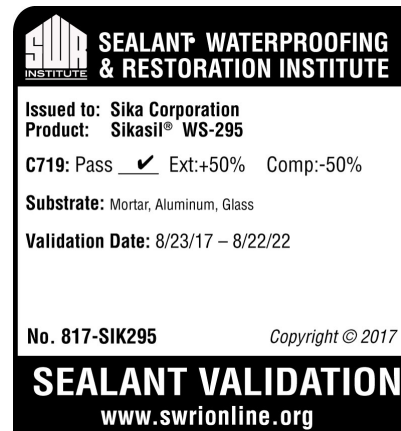 SWR
INSTITUTE
SEALANT WATERPROOFING
& RESTORATION INSTITUTE
Issued to: Sika Corporation
Product: Sikasil® WS-295
C719: Pass ✔ Ext:+50% Comp:-50%
Substrate: Mortar, Aluminum, Glass
Validation Date: 8/23/17 – 8/22/22
No. 817-SIK295 Copyright © 2017
SEALANT VALIDATION
www.swrionline.org